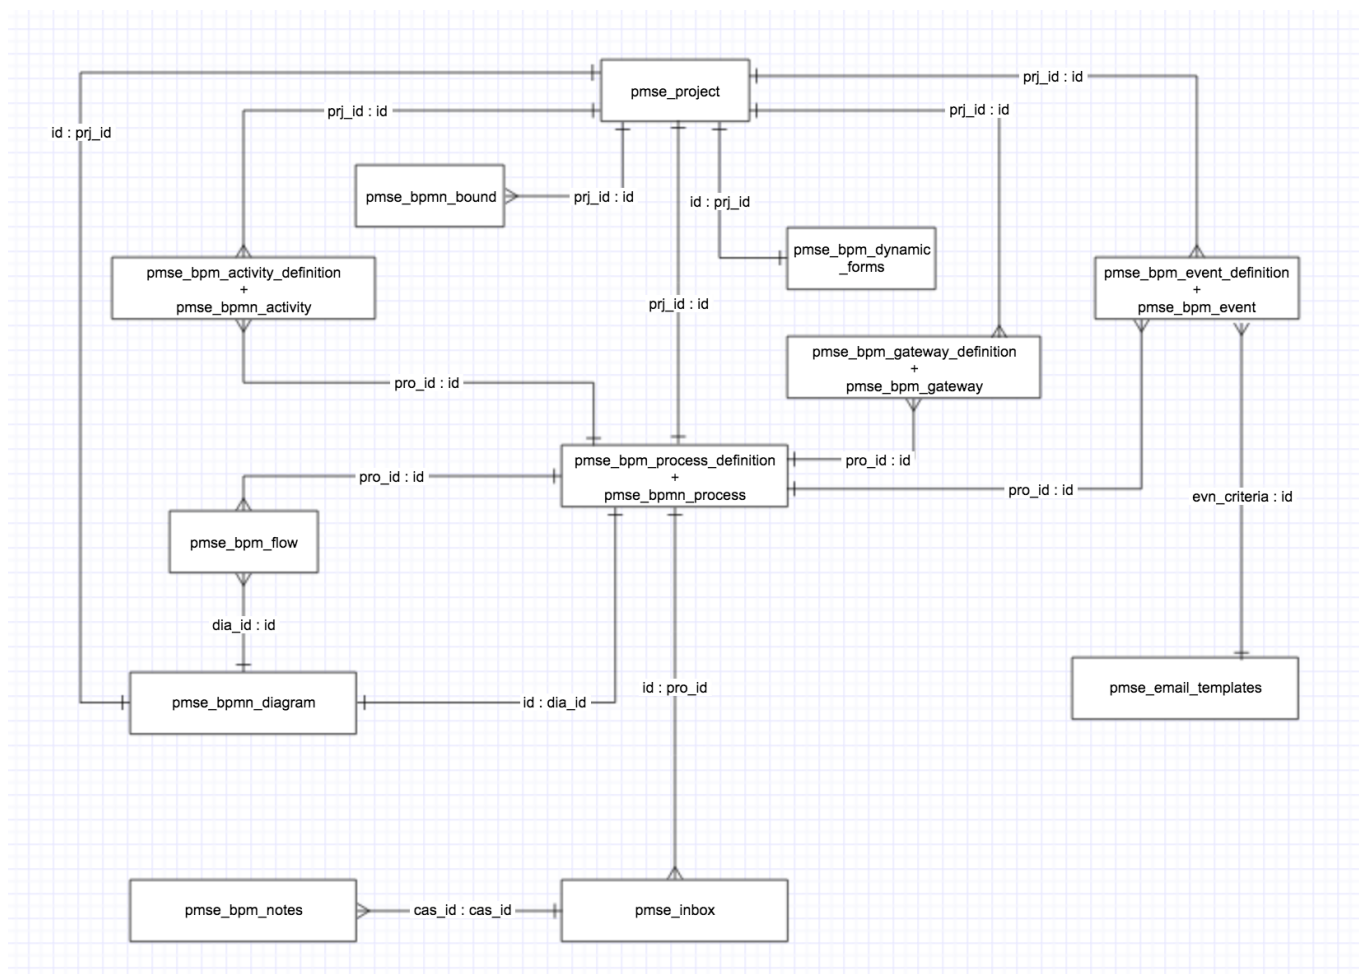 pmse_project
prj_id : id
prj_id : id
prj_id : id
id : prj_id
pmse_bpmn_bound
prj_id : id
id : prj_id
pmse_bpm_dynamic
_forms
pmse_bpm_activity_definition
+
pmse_bpmn_activity
pmse_bpm_event_definition
+
pmse_bpm_event
prj_id : id
pmse_bpm_gateway_definition
+
pmse_bpm_gateway
pro_id : id
pmse_bpm_process_definition
+
pmse_bpmn_process
pro_id : id
pro_id : id
pro_id : id
evn_criteria : id
pmse_bpm_flow
dia_id : id
pmse_bpmn_diagram
id : dia_id
id : pro_id
pmse_email_templates
pmse_bpm_notes
cas_id : cas_id
pmse_inbox